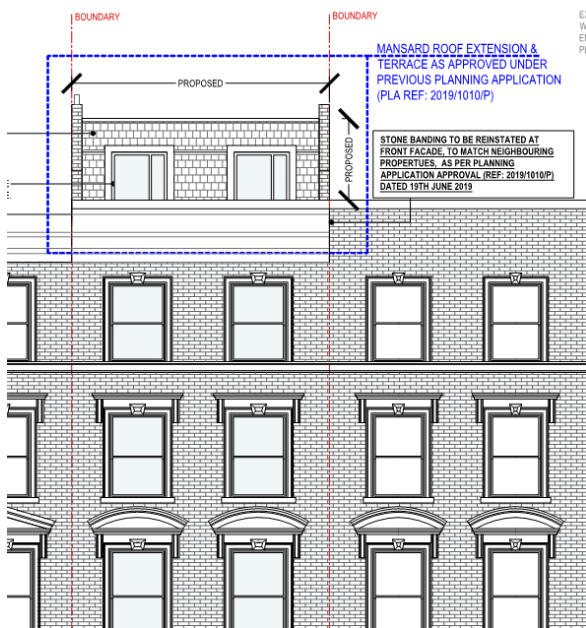 BOUNDARY
BOUNDARY
MANSARD ROOF EXTENSION &
TERRACE AS APPROVED UNDER
PREVIOUS PLANNING APPLICATION
(PLA REF: 2019/1010/P)
PROPOSED
PROPOSED
STONE BANDING TO BE REINSTATED AT
FRONT FACADE, TO MATCH NEIGHBOURING
PROPERTUES, AS PER PLANNING
APPLICATION APPROVAL (REF: 2019/1010/P)
DATED 19TH JUNE 2019